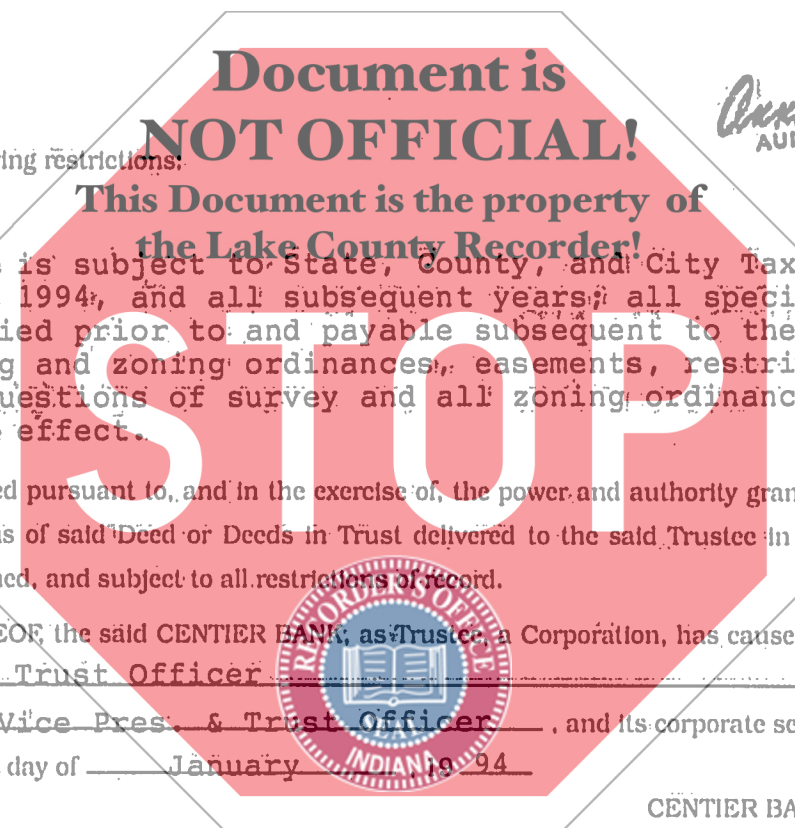 Document is
NOT OFFICIAL!
AUI
ing restrictions:
This Document is the property of
the Lake County Recorder!
is subject to State, County, and City Tax
1994, and all subsequent years; all speci
ied prior to and payable subsequent to the
g and zoning ordinances, easements, restri
uestions of survey and all zoning ordinanc
e effect.
STOP
ed pursuant to, and in the exercise of, the power and authority gran
s of said Deed or Deeds in Trust delivered to the said Trustee in
ned, and subject to all restrictions of record.
EOF, the said CENTIER BANK, as Trustee, a Corporation, has cause
Trust Officer
Vice Pres. & Trust Officer , and its corporate se
day of January , 19 94
RECORDER'S OFFICE
SEAL
INDIANA
CENTIER BA